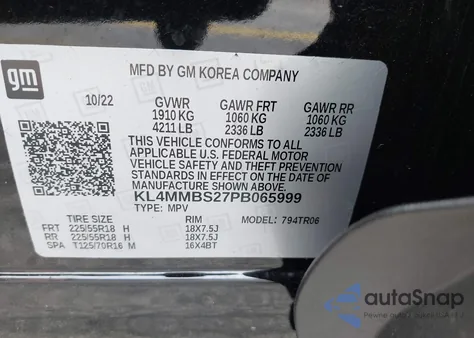 gm
MFD BY GM KOREA COMPANY
10/22 GVWR GAWR FRT GAWR RR
1910 KG 1060 KG 1060 KG
4211 LB 2336 LB 2336 LB
THIS VEHICLE CONFORMS TO ALL
APPLICABLE U.S. FEDERAL MOTOR
VEHICLE SAFETY AND THEFT PREVENTION
STANDARDS IN EFFECT ON THE
DATE OF MANUFACTURE SHOWN ABOVE.
KL4MMBS27PB065999
TYPE: MPV MODEL: 794TR06
TIRE SIZE RIM
FRT 225/55R18 H 18X7.5J
RR 225/55R18 H 18X7.5J
SPA T125/70R16 M 16X4BT
autoSnap